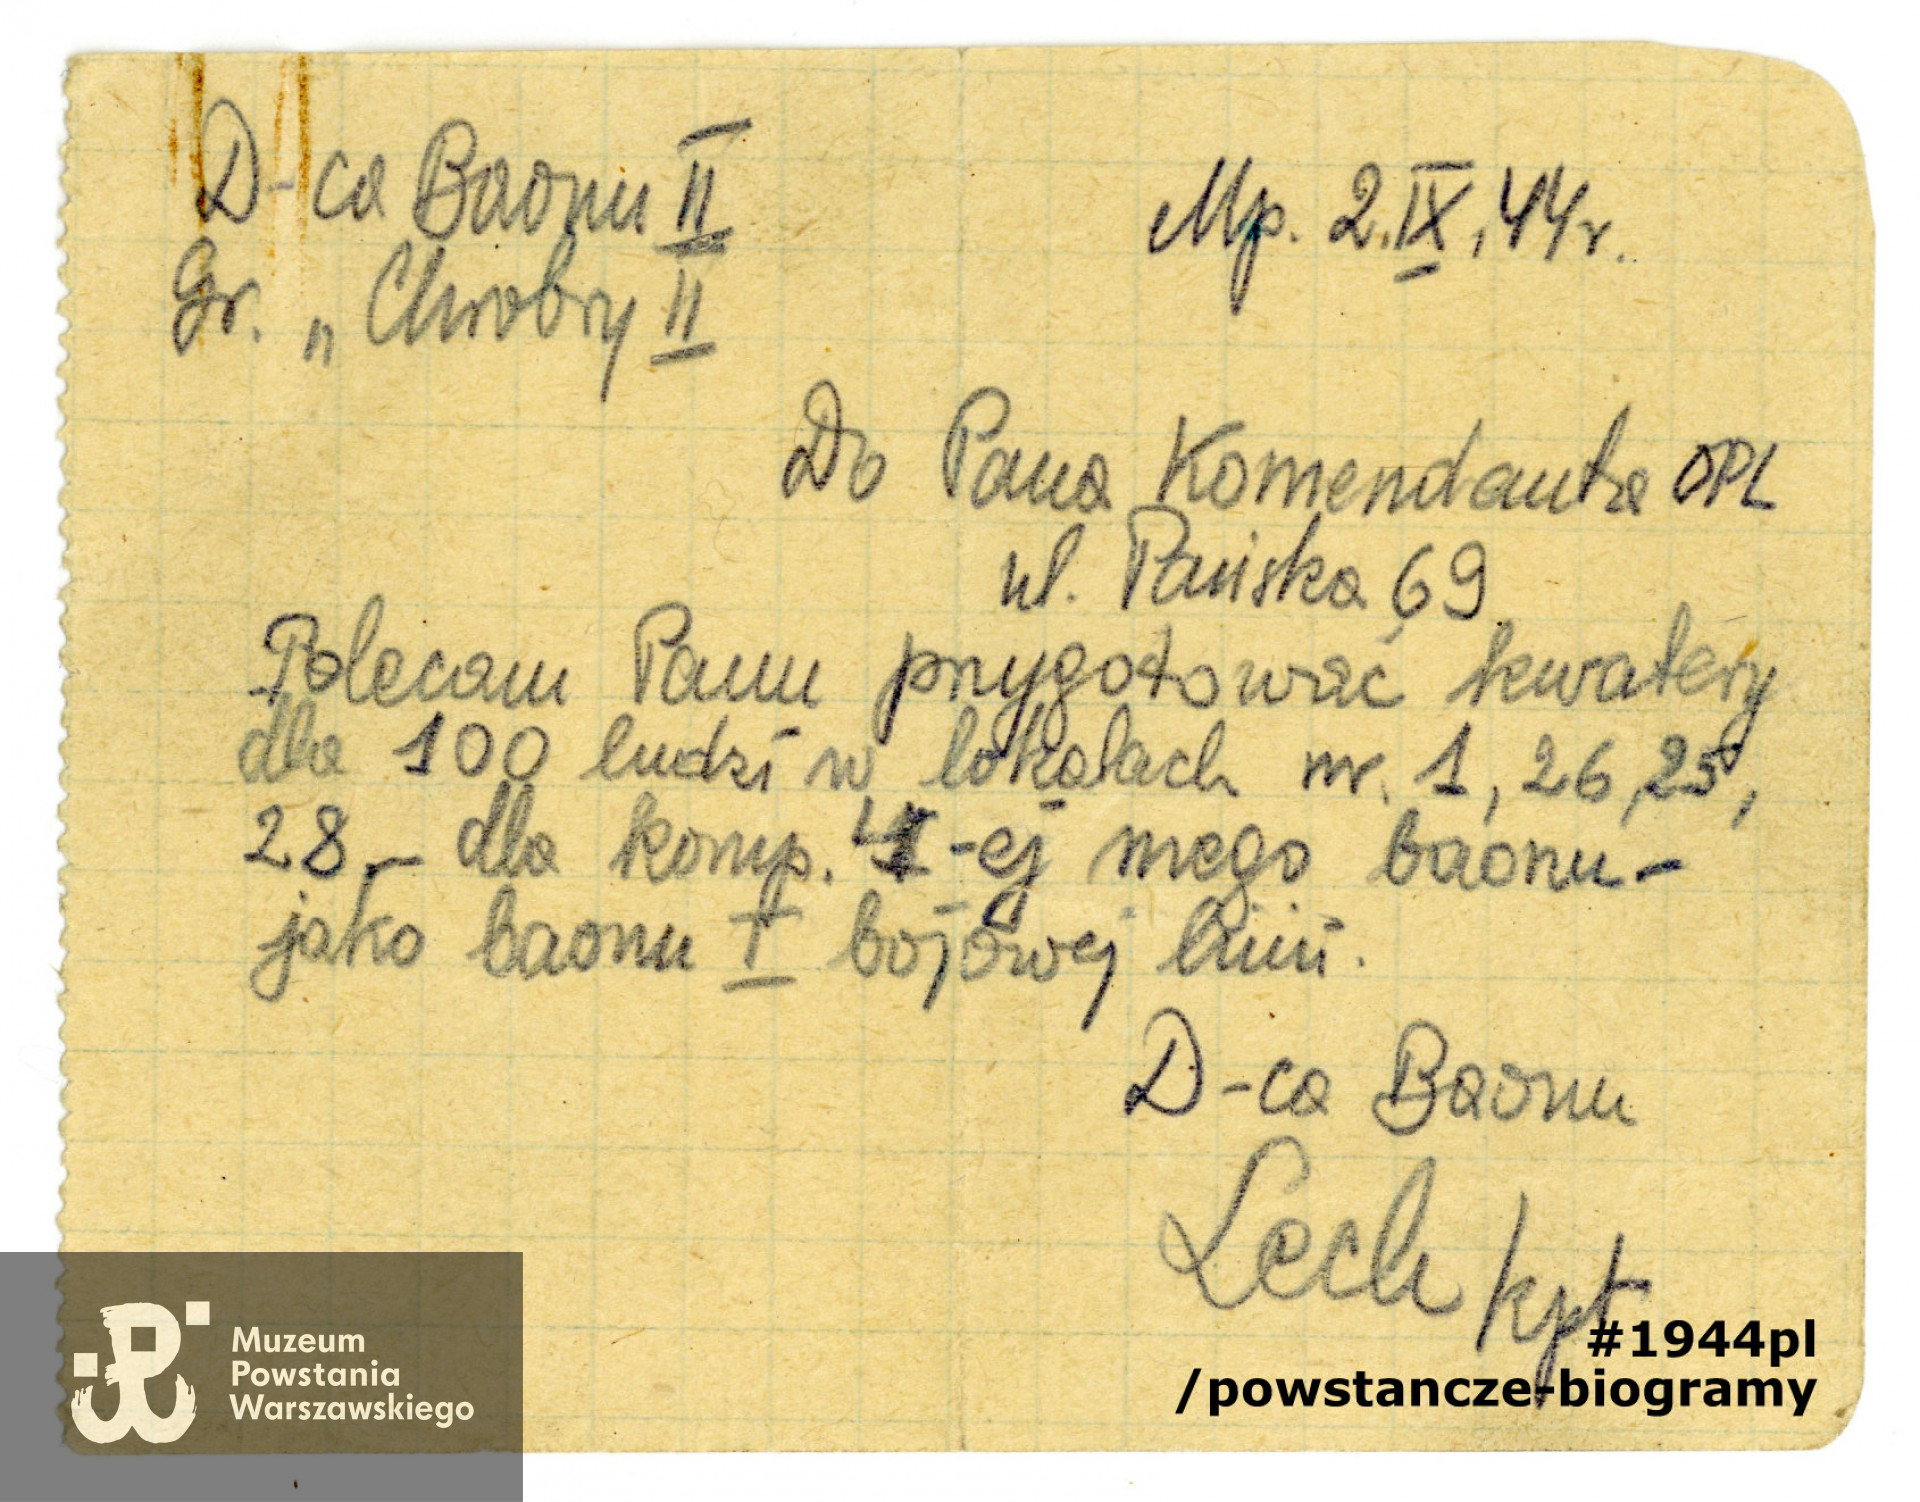 D-ca Baonu II
Gr. „Chrobry II
Mp. 2.IX.44r.
Do Pana Komendanta OPL
ul. Pańska 69
Polecam Panu przygotować kwatery
dla 100 ludzi w lokalach nr. 1, 26, 25,
28,- dla komp. -ej mego baonu-
jako baonu I bojowej linii.
D-ca Baonu
Lech kpt
Muzeum
Powstania
Warszawskiego
#1944pl
/powstancze-biogramy